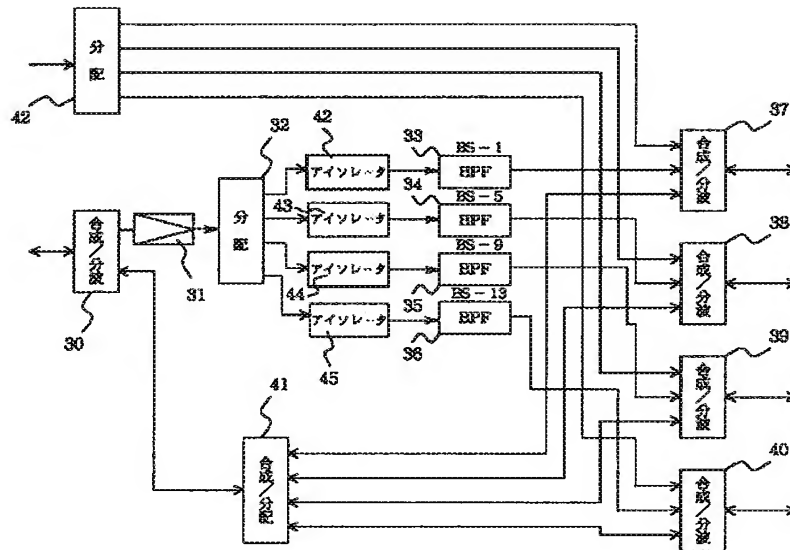 分配
42
32
42
アイソレータ
33
BS-1
BPF
37
合成/分波
43
アイソレータ
34
BS-5
BPF
合成/分波
30
31
分配
38
合成/分波
44
アイソレータ
35
BS-9
BPF
45
アイソレータ
36
BS-13
BPF
39
合成/分波
41
合成/分配
40
合成/分波